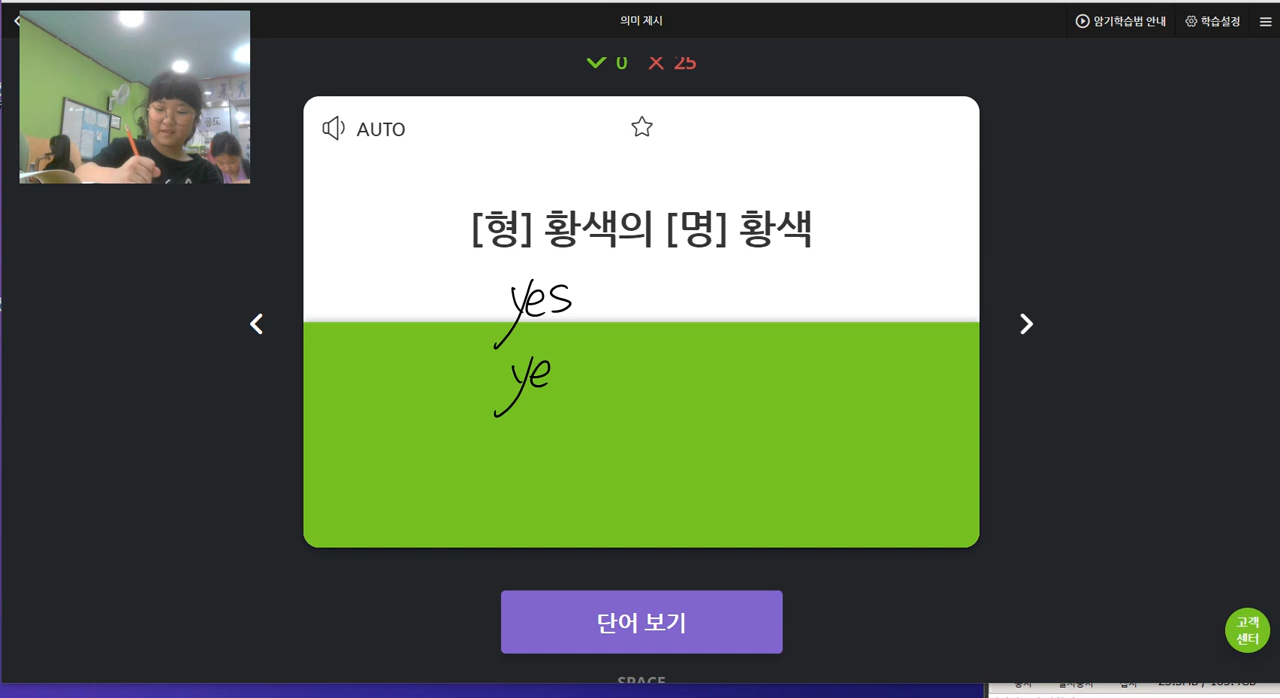 의미 제시
암기학습법 안내
학습설정
0
25
AUTO
[형] 황색의 [명] 황색
yes
ye
단어 보기
고객
센터
SPACE